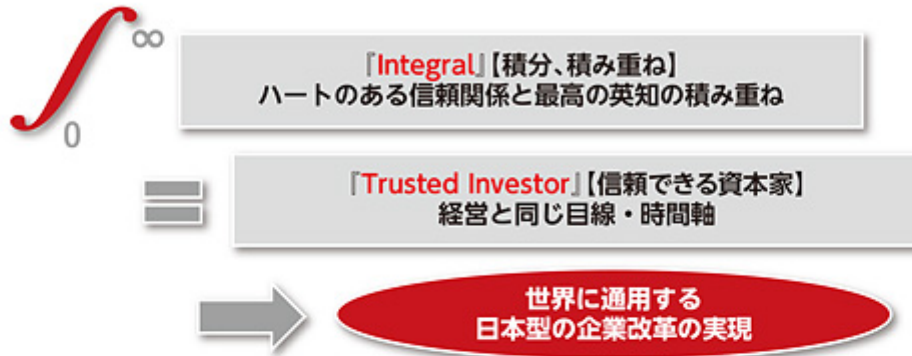 ∫
∞
0
『Integral』【積分、積み重ね】
ハートのある信頼関係と最高の英知の積み重ね
=
『Trusted Investor』【信頼できる資本家】
経営と同じ目線・時間軸
世界に通用する
日本型の企業改革の実現